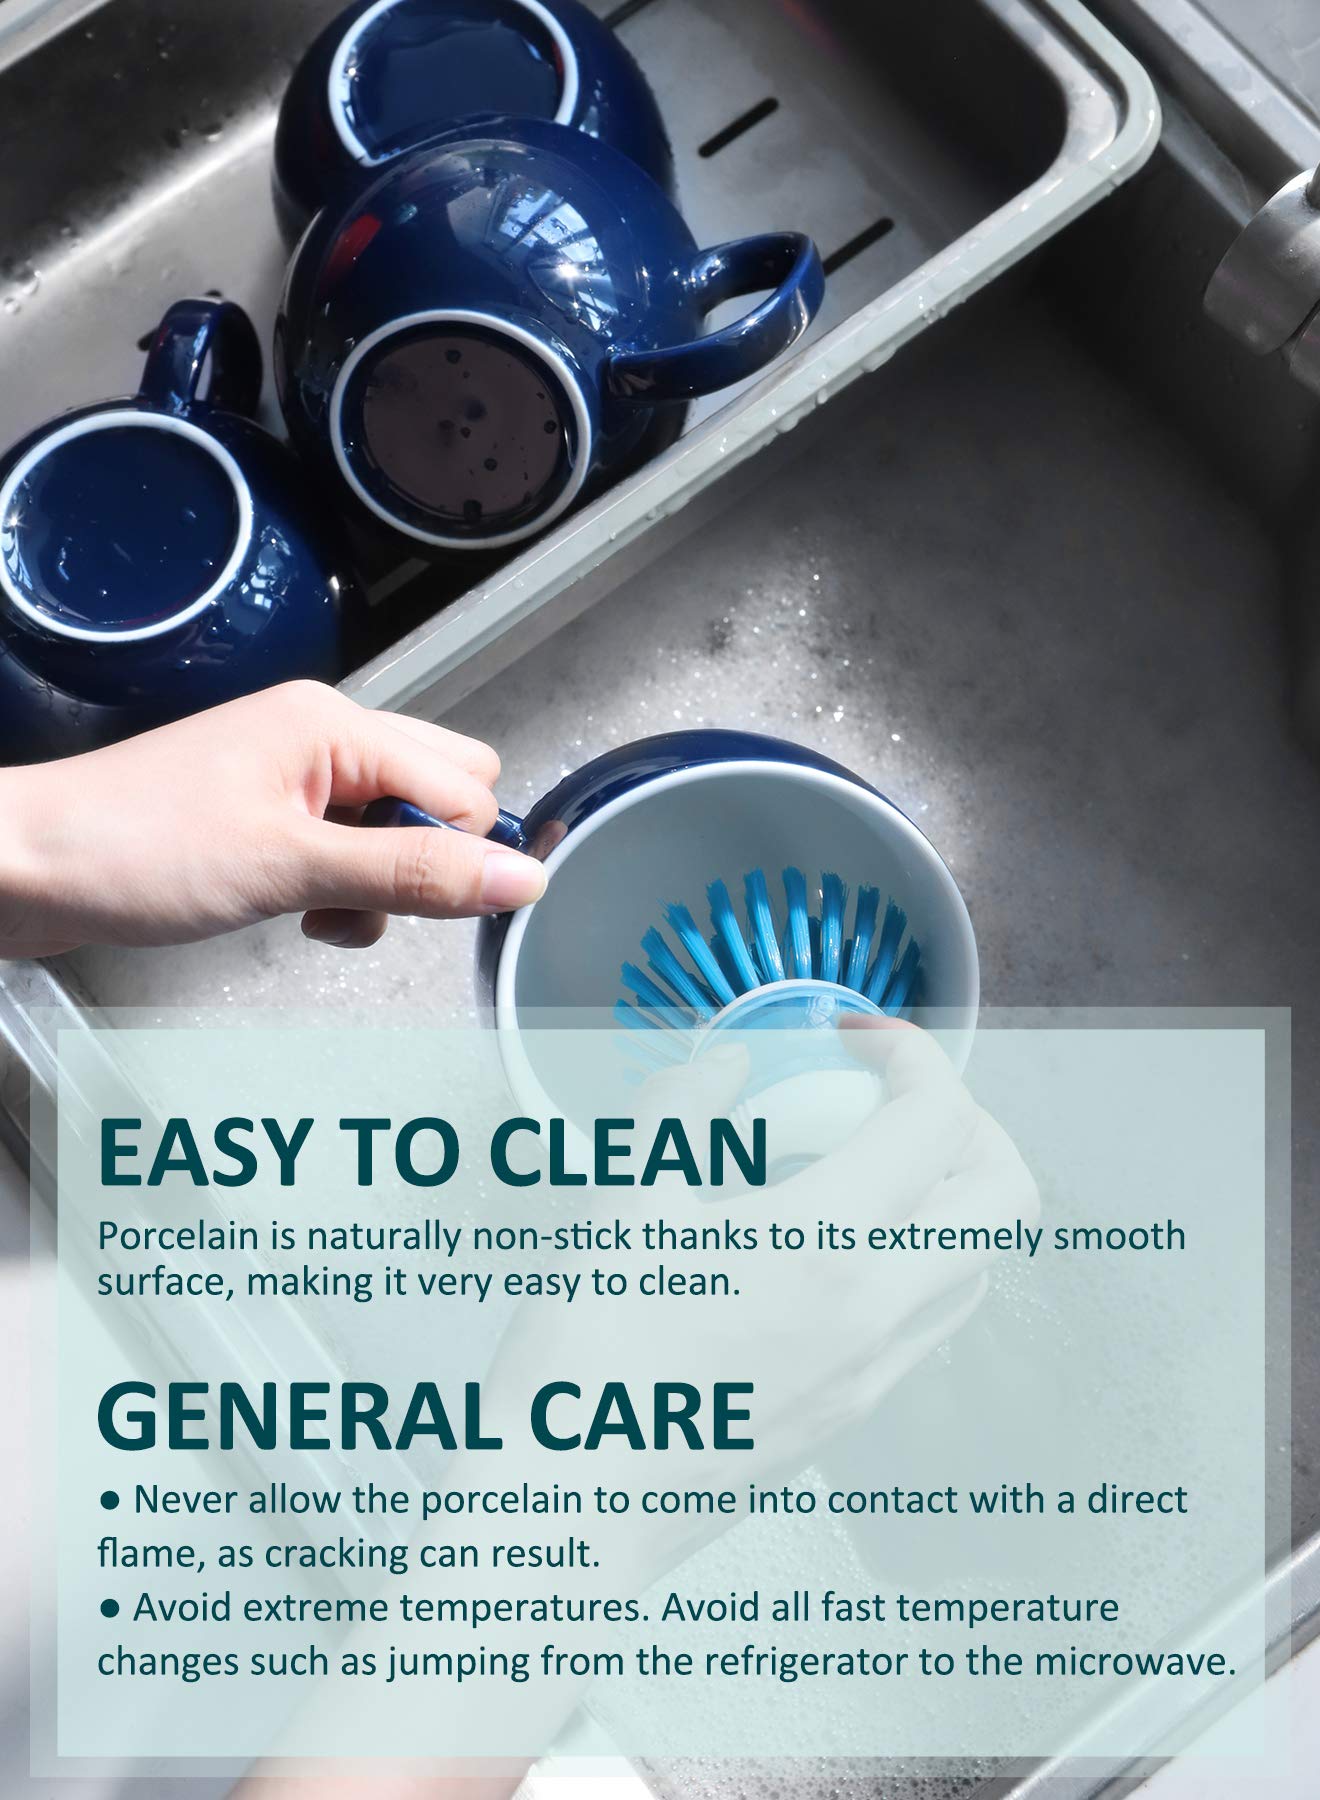 EASY TO CLEAN
Porcelain is naturally non-stick thanks to its extremely smooth
surface, making it very easy to clean.
GENERAL CARE
● Never allow the porcelain to come into contact with a direct
flame, as cracking can result.
● Avoid extreme temperatures. Avoid all fast temperature
changes such as jumping from the refrigerator to the microwave.